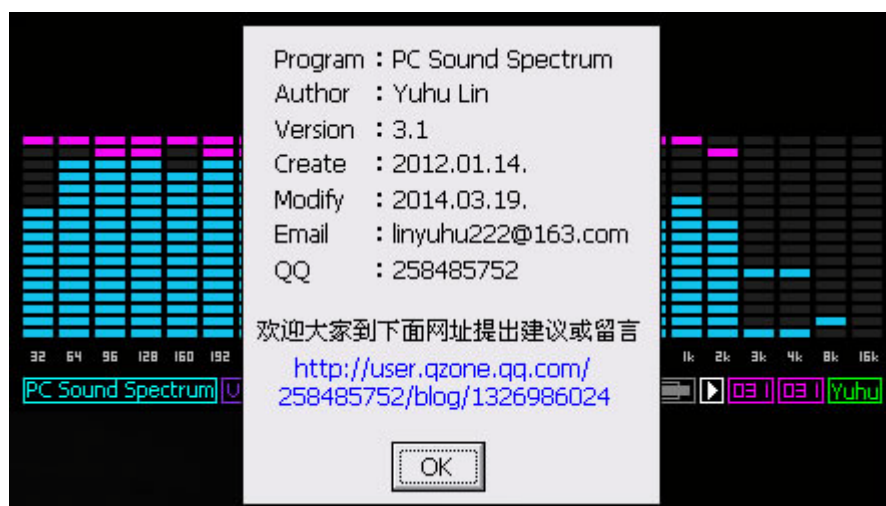 Program : PC Sound Spectrum
Author : Yuhu Lin
Version : 3.1
Create : 2012.01.14.
Modify : 2014.03.19.
Email : linyuhu222@163.com
QQ : 258485752
欢迎大家到下面网址提出建议或留言
http://user.qzone.qq.com/
258485752/blog/1326986024
OK
32 64 96 128 160 192 1k 2k 3k 4k 8k 16k
PC Sound Spectrum 031 031 Yuhu